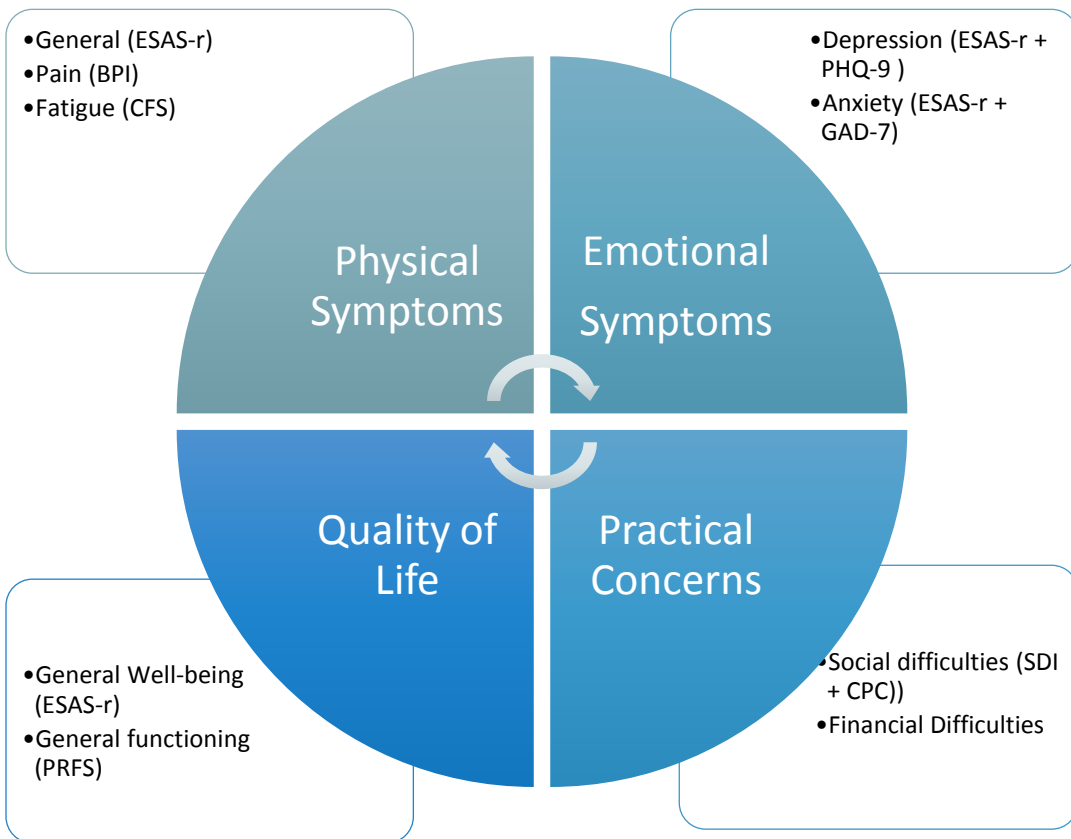 •General (ESAS-r)
•Pain (BPI)
•Fatigue (CFS)
•Depression (ESAS-r +
PHQ-9 )
•Anxiety (ESAS-r +
GAD-7)
Physical
Symptoms
Emotional
Symptoms
Quality of
Life
Practical
Concerns
•General Well-being
(ESAS-r)
•General functioning
(PRFS)
•Social difficulties (SDI
+ CPC))
•Financial Difficulties